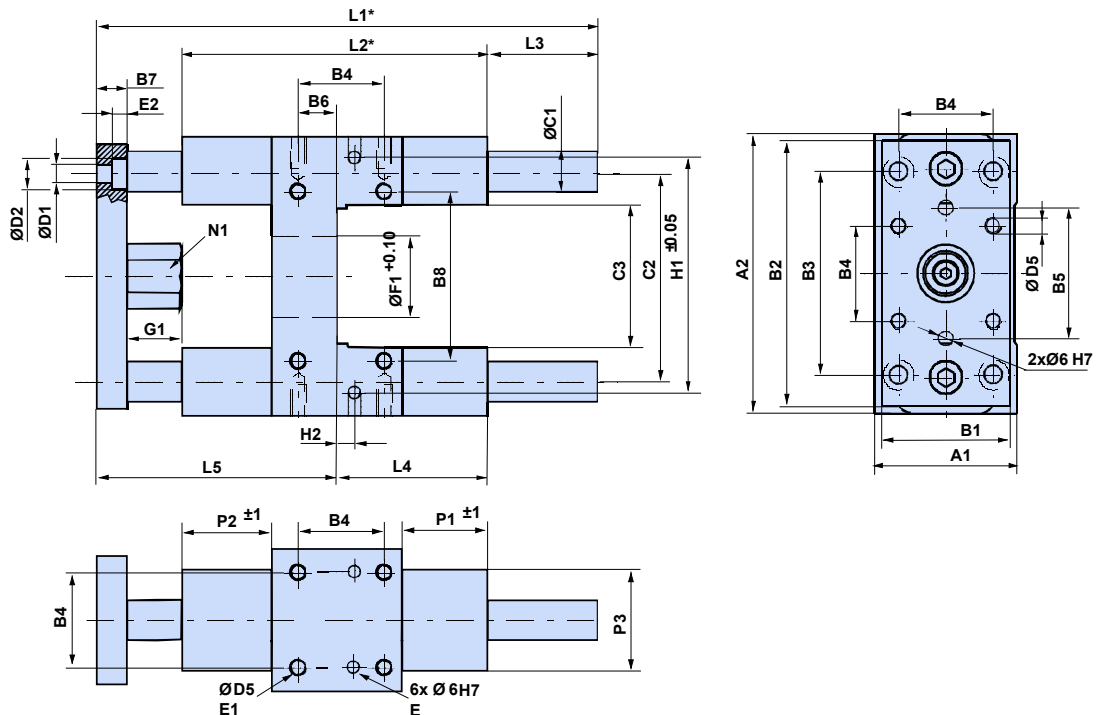 L1*
L2*
L3
B7
B4
E2
B6
ØC1
ØD2
ØD1
N1
ØF1 +0.10
B8
C3
C2
H1 ±0.05
G1
H2
L5
L4
B4
A2
B2
B3
B4
ØD5
B5
2xØ6 H7
B1
A1
P2 ±1
B4
P1 ±1
B4
P3
ØD5
E1
6x Ø 6H7
E